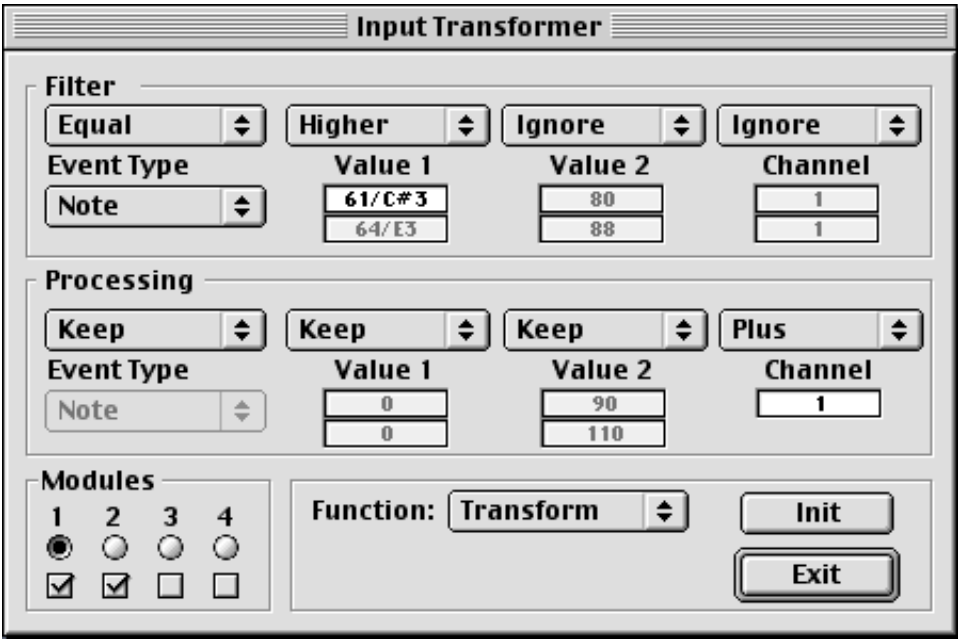 Input Transformer
Filter
Equal Higher Ignore Ignore
Event Type Value 1 Value 2 Channel
Note 61/C#3 80 1
64/E3 88 1
Processing
Keep Keep Keep Plus
Event Type Value 1 Value 2 Channel
Note 0 90 1
0 110
Modules
1 2 3 4
Function: Transform Init
Exit